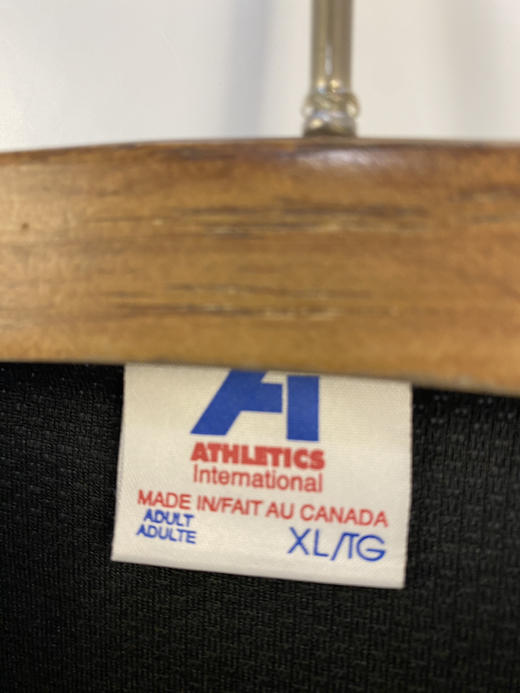 AI
ATHLETICS
International
MADE IN/FAIT AU CANADA
ADULT
ADULTE
XL/TG